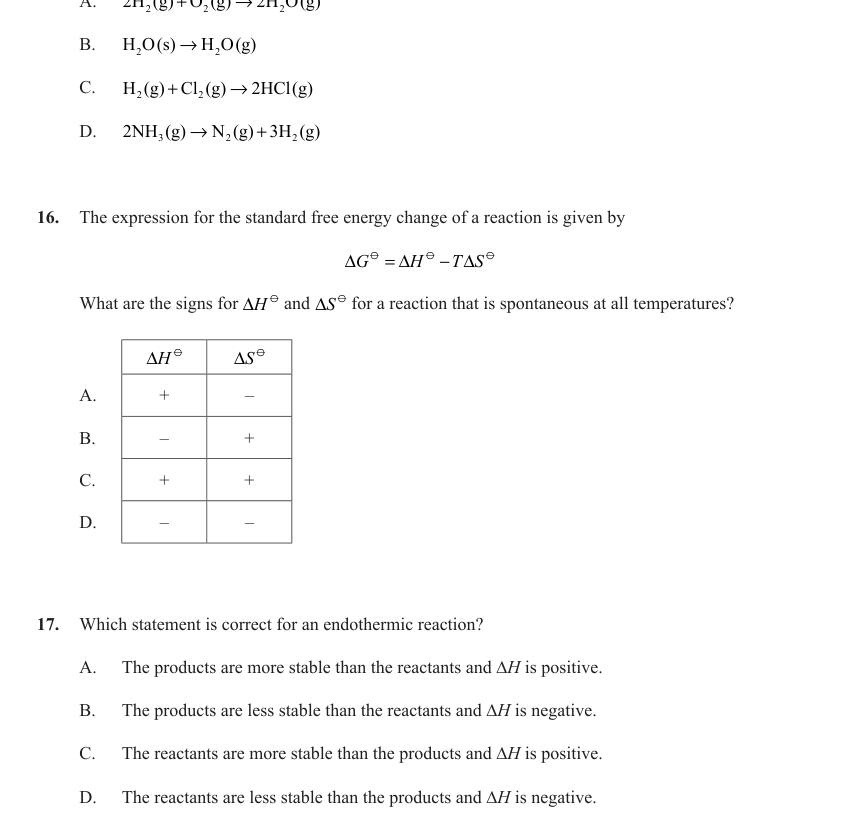 A. 2H₂(g)+O₂(g)→2H₂O(g)
B. H₂O(s)→H₂O(g)
C. H₂(g)+Cl₂(g)→2HCl(g)
D. 2NH₃(g)→N₂(g)+3H₂(g)
16. The expression for the standard free energy change of a reaction is given by
ΔG⊖ = ΔH⊖ − TΔS⊖
What are the signs for ΔH⊖ and ΔS⊖ for a reaction that is spontaneous at all temperatures?
ΔH⊖ ΔS⊖
A. + –
B. – +
C. + +
D. – –
17. Which statement is correct for an endothermic reaction?
A. The products are more stable than the reactants and ΔH is positive.
B. The products are less stable than the reactants and ΔH is negative.
C. The reactants are more stable than the products and ΔH is positive.
D. The reactants are less stable than the products and ΔH is negative.